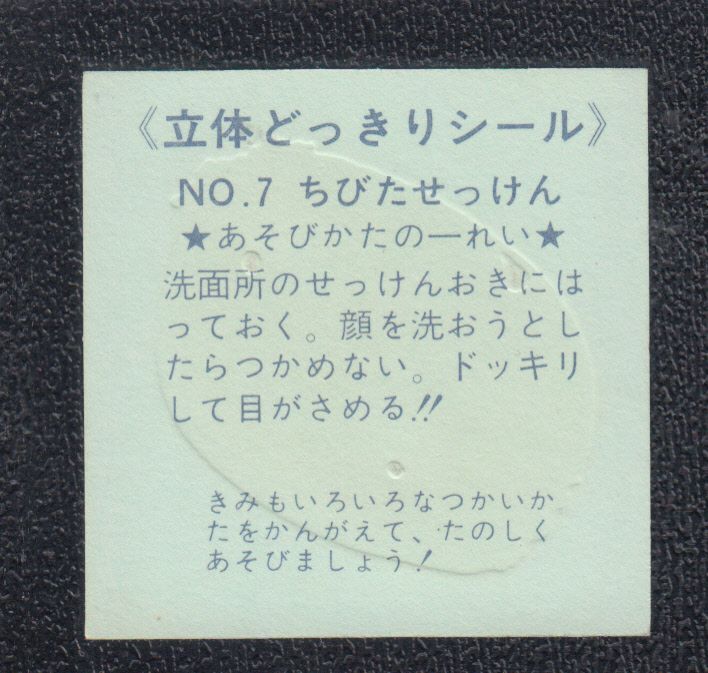 《立体どっきりシール》
NO.7 ちびたせっけん
★あそびかたの一れい★
洗面所のせっけんおきには
っておく。顔を洗おうとし
たらつかめない。ドッキリ
して目がさめる!!
きみもいろいろなつかいか
たをかんがえて、たのしく
あそびましょう!